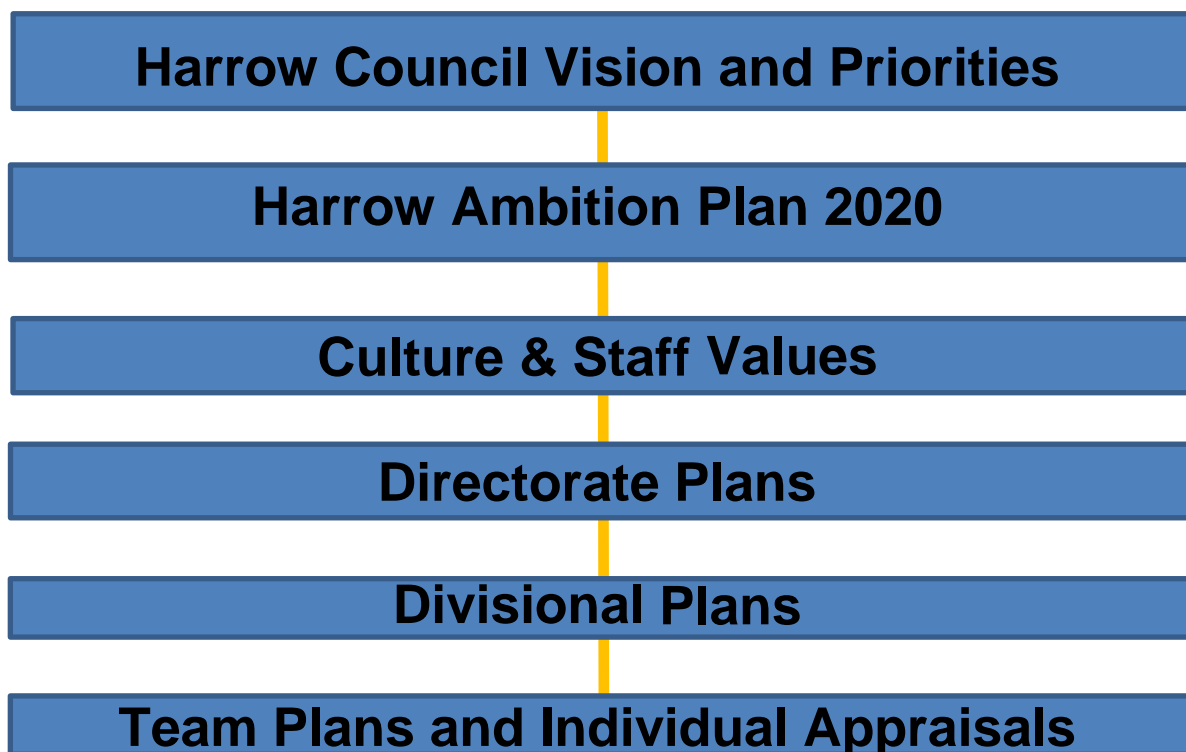 Harrow Council Vision and Priorities
Harrow Ambition Plan 2020
Culture & Staff Values
Directorate Plans
Divisional Plans
Team Plans and Individual Appraisals